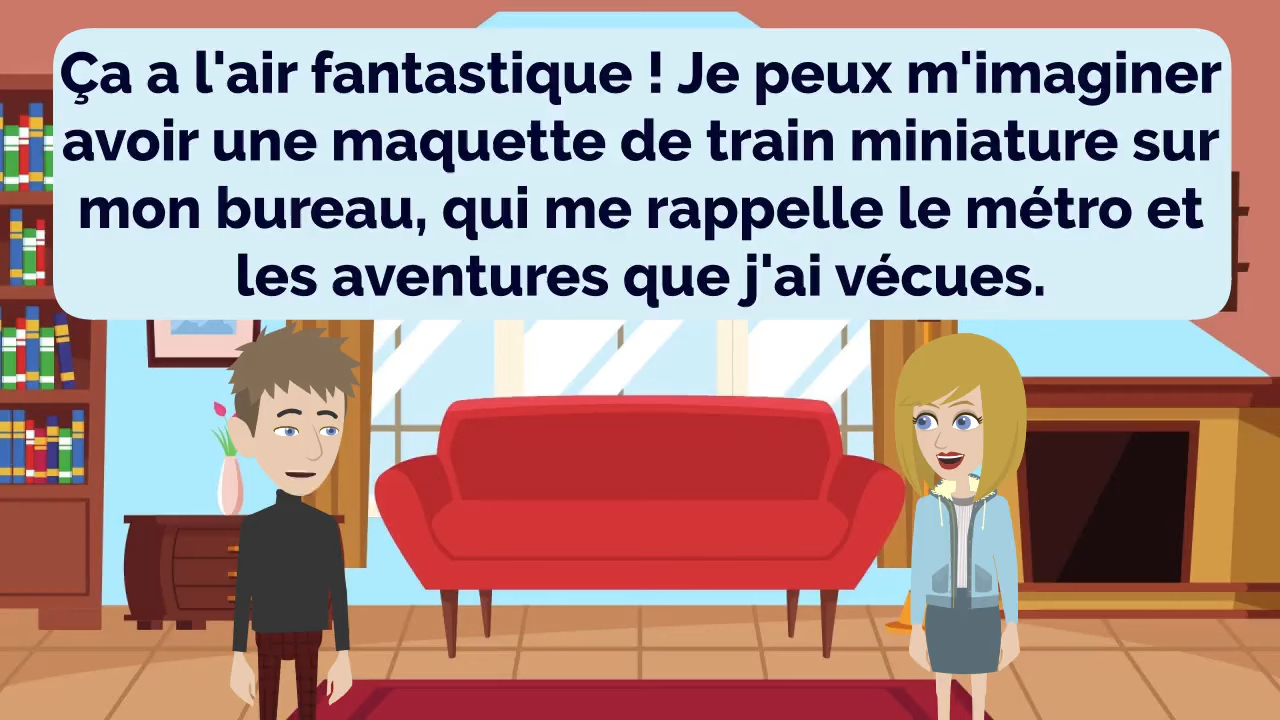 Ça a l'air fantastique ! Je peux m'imaginer
avoir une maquette de train miniature sur
mon bureau, qui me rappelle le métro et
les aventures que j'ai vécues.